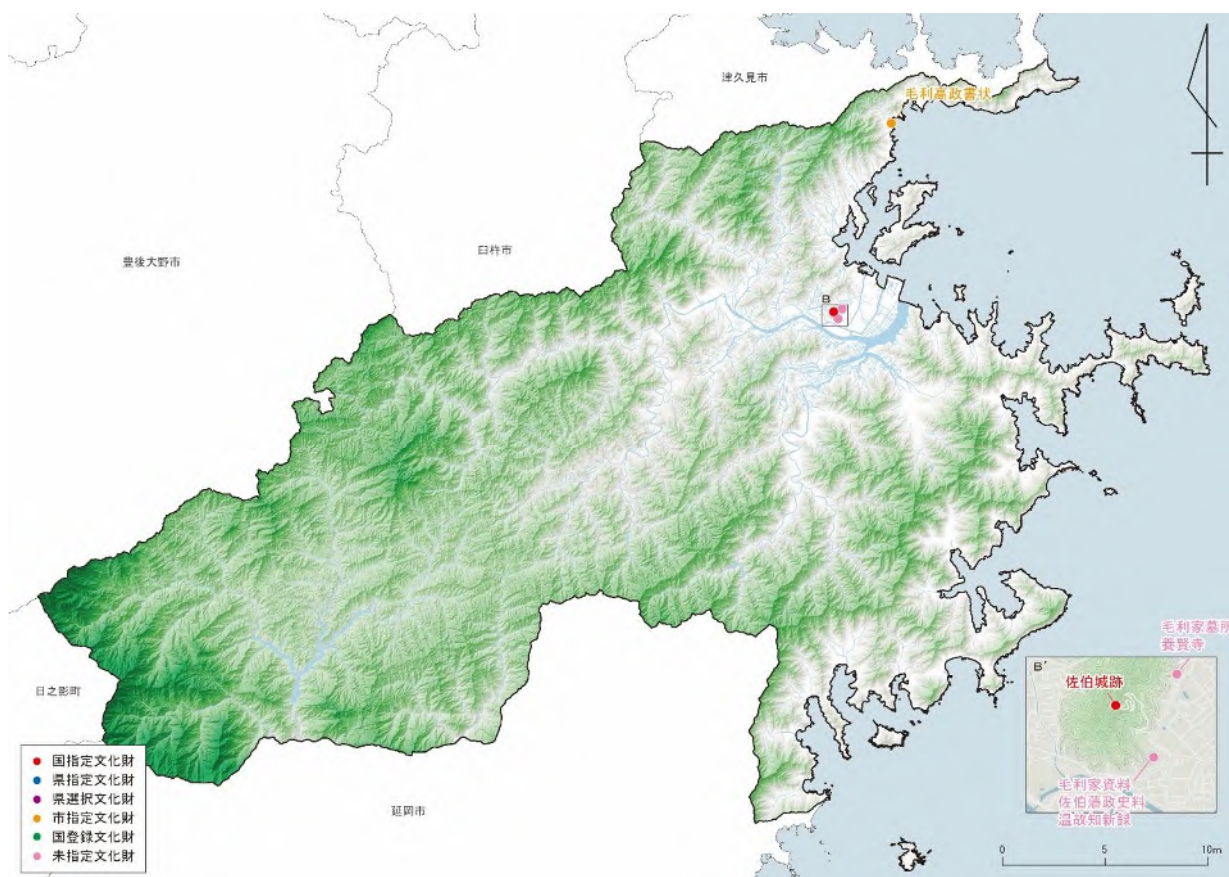 津久見市
毛利高政書状
臼杵市
豊後大野市
B
毛利家墓所
養賢寺
B'
佐伯城跡
毛利家資料
佐伯藩政史料
温故知新録
日之影町
延岡市
国指定文化財
県指定文化財
県選択文化財
市指定文化財
国登録文化財
未指定文化財
0 5 10m